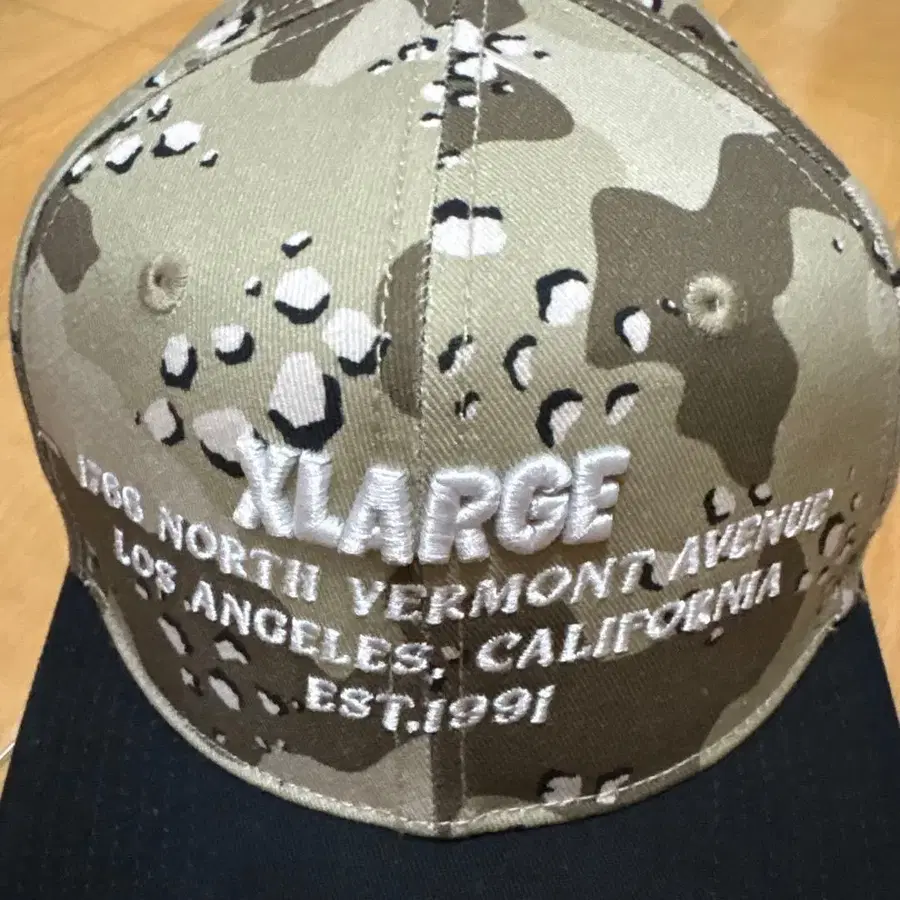 XLARGE
1766 NORTH VERMONT AVENUE
LOS ANGELES, CALIFORNIA
EST.1991